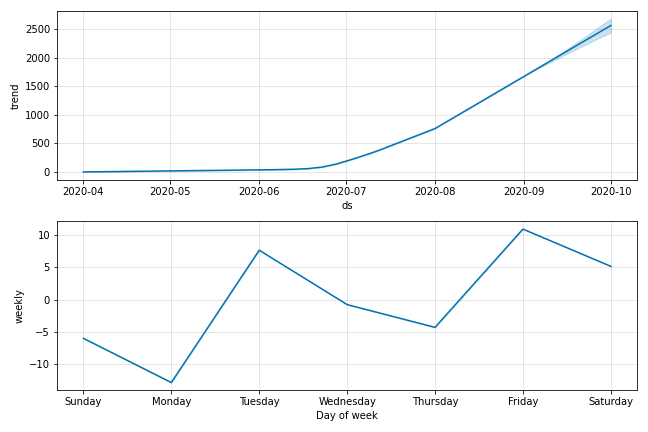 2500
2000
1500
1000
500
0
trend
2020-04 2020-05 2020-06 2020-07 2020-08 2020-09 2020-10
ds
10
5
0
−5
−10
weekly
Sunday Monday Tuesday Wednesday Thursday Friday Saturday
Day of week